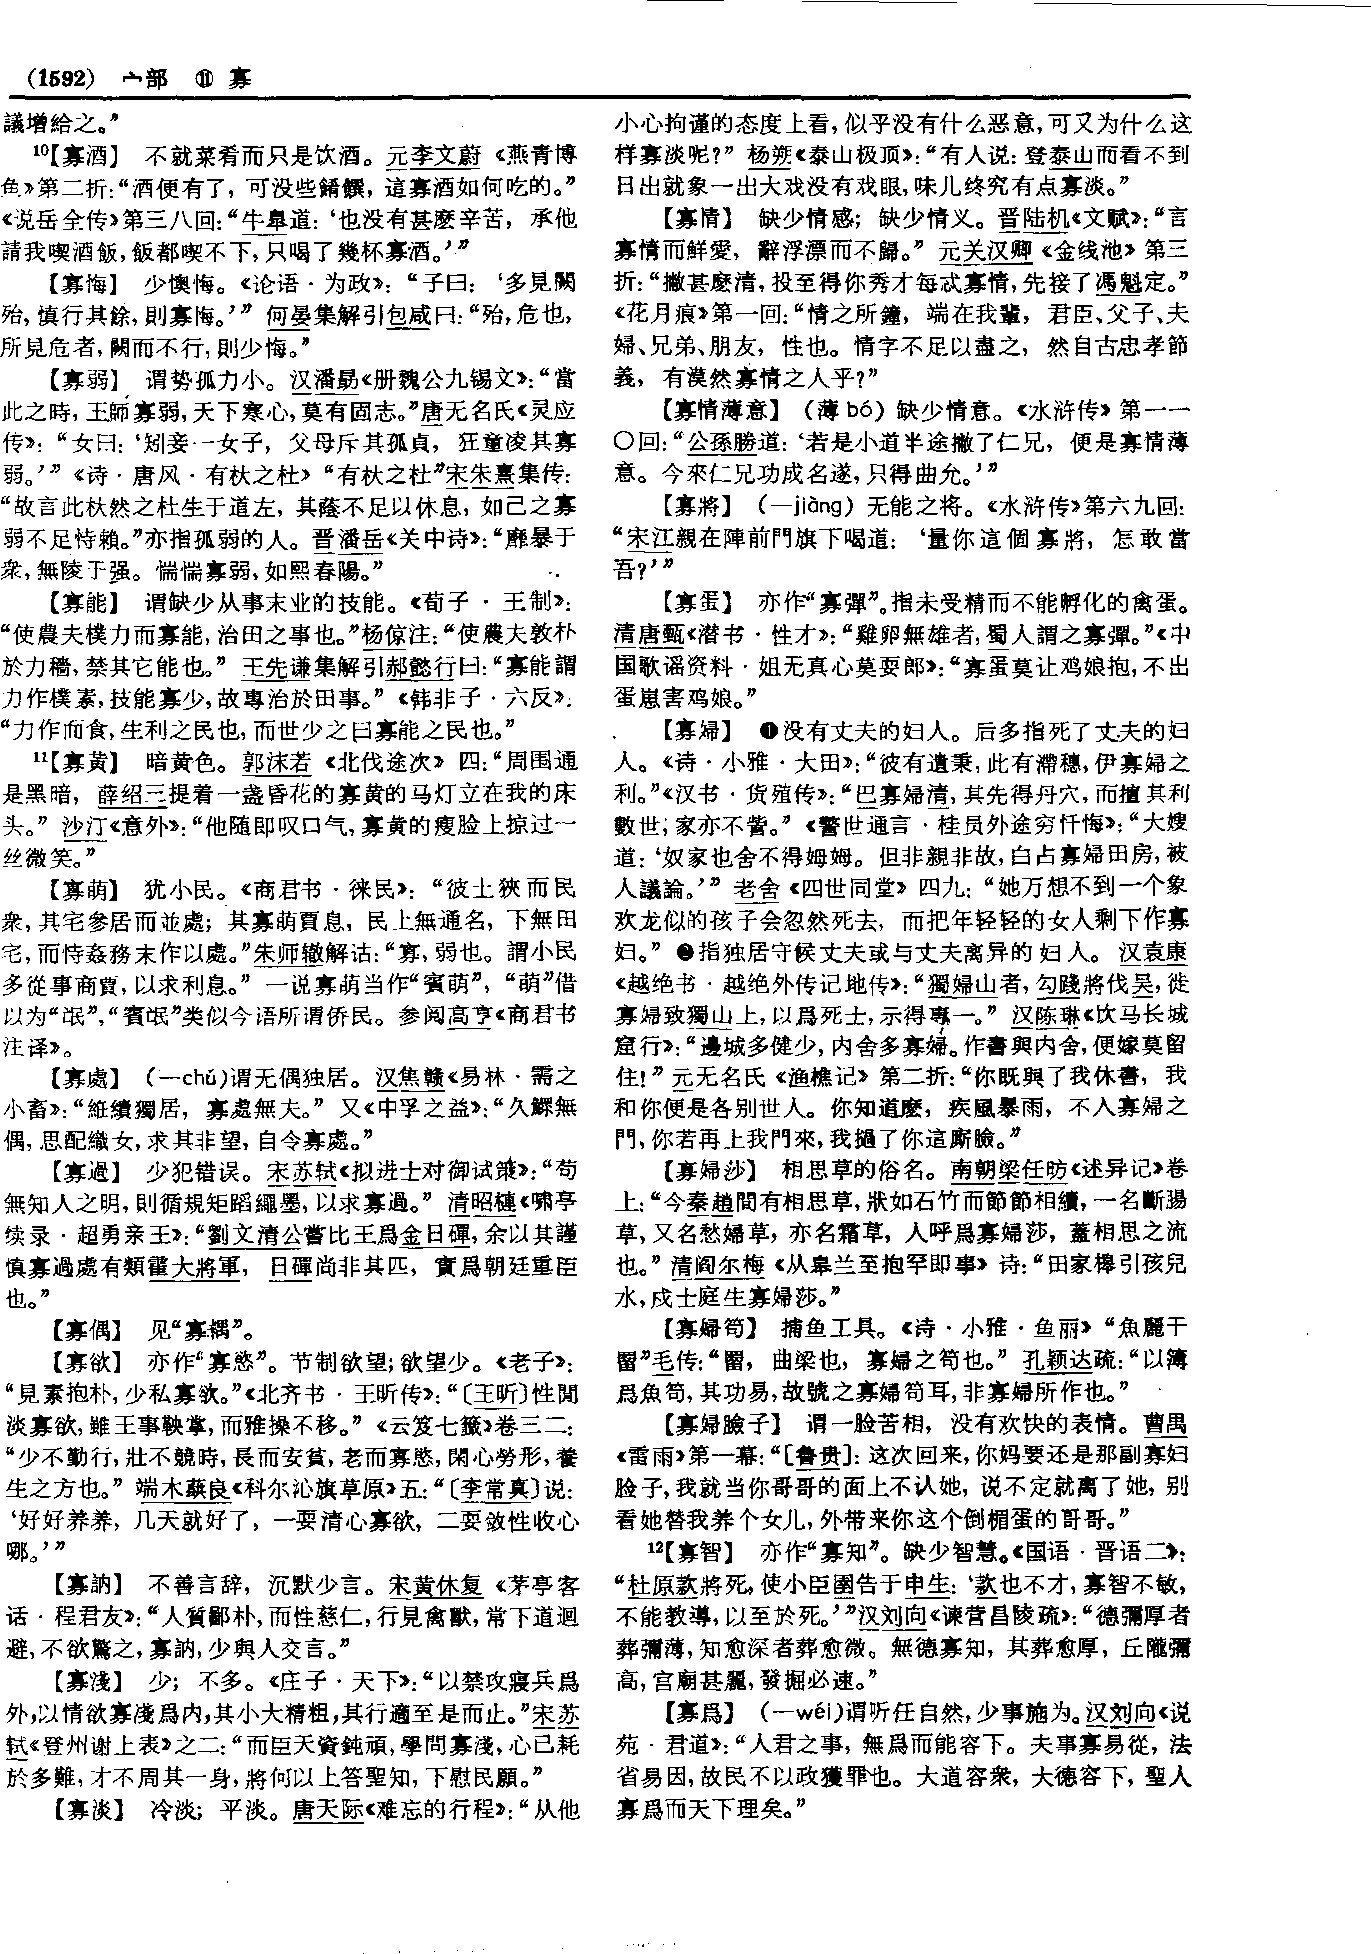 (1592) 宀部 ⑪ 寡
議增給之。”
10【寡酒】 不就菜肴而只是饮酒。元李文蔚《燕青博
鱼》第二折：“酒便有了，可没些餚饌，這寡酒如何吃的。”
《说岳全传》第三八回：“牛皋道：‘也没有甚麽辛苦，承他
請我喫酒飯，飯都喫不下，只喝了幾杯寡酒。’”
【寡悔】 少懊悔。《论语·为政》：“子曰：‘多見闕
殆，慎行其餘，則寡悔。’”何晏集解引包咸曰：“殆，危也，
所見危者，闕而不行，則少悔。”
【寡弱】 谓势孤力小。汉潘勗《册魏公九锡文》：“當
此之時，王師寡弱，天下寒心，莫有固志。”唐无名氏《灵应
传》：“女曰：‘矧妾一女子，父母斥其孤貞，狂童凌其寡
弱。’”《诗·唐风·有杕之杜》“有杕之杜”宋朱熹集传：
“故言此杕然之杜生于道左，其蔭不足以休息，如己之寡
弱不足恃賴。”亦指孤弱的人。晋潘岳《关中诗》：“靡暴于
衆，無陵于强。惴惴寡弱，如熙春陽。”
【寡能】 谓缺少从事末业的技能。《荀子·王制》：
“使農夫樸力而寡能，治田之事也。”杨倞注：“使農夫敦朴
於力穡，禁其它能也。”王先谦集解引郝懿行曰：“寡能謂
力作樸素，技能寡少，故專治於田事。”《韩非子·六反》：
“力作而食，生利之民也，而世少之曰寡能之民也。”
11【寡黄】 暗黄色。郭沫若《北伐途次》四：“周围通
是黑暗，薛绍三提着一盏昏花的寡黄的马灯立在我的床
头。”沙汀《意外》：“他随即叹口气，寡黄的瘦脸上掠过一
丝微笑。”
【寡萌】 犹小民。《商君书·徕民》：“彼土狹而民
衆，其宅參居而並處；其寡萌賈息，民上無通名，下無田
宅，而恃姦務末作以處。”朱师辙解诂：“寡，弱也。謂小民
多從事商賈，以求利息。”一说寡萌当作“賓萌”，“萌”借
以为“氓”，“賓氓”类似今语所谓侨民。参阅高亨《商君书
注译》。
【寡處】 （—chǔ）谓无偶独居。汉焦赣《易林·需之
小畜》：“絍績獨居，寡處無夫。”又《中孚之益》：“久鰥無
偶，思配織女，求其非望，自令寡處。”
【寡過】 少犯错误。宋苏轼《拟进士对御试策》：“苟
無知人之明，則循規矩蹈繩墨，以求寡過。”清昭槤《啸亭
续录·超勇亲王》：“劉文清公嘗比王爲金日磾，余以其謹
慎寡過處有類霍大將軍，日磾尚非其匹，實爲朝廷重臣
也。”
【寡偶】 见“寡耦”。
【寡欲】 亦作“寡慾”。节制欲望；欲望少。《老子》：
“見素抱朴，少私寡欲。”《北齐书·王昕传》：“〔王昕〕性閒
淡寡欲，雖王事鞅掌，而雅操不移。”《云笈七籤》卷三二：
“少不勤行，壯不競時，長而安貧，老而寡慾，閑心勞形，養
生之方也。”端木蕻良《科尔沁旗草原》五：“〔李常真〕说：
‘好好养养，几天就好了，一要清心寡欲，二要敛性收心
哪。’”
【寡訥】 不善言辞，沉默少言。宋黄休复《茅亭客
话·程君友》：“人質鄙朴，而性慈仁，行見禽獸，常下道迴
避，不欲驚之，寡訥，少與人交言。”
【寡淺】 少；不多。《庄子·天下》：“以禁攻寢兵爲
外，以情欲寡淺爲内，其小大精粗，其行適至是而止。”宋苏
轼《登州谢上表》之二：“而臣天資鈍頑，學問寡淺，心已耗
於多難，才不周其一身，將何以上答聖知，下慰民願。”
【寡淡】 冷淡；平淡。唐天际《难忘的行程》：“从他
小心拘谨的态度上看，似乎没有什么恶意，可又为什么这
样寡淡呢？”杨朔《泰山极顶》：“有人说：登泰山而看不到
日出就象一出大戏没有戏眼，味儿终究有点寡淡。”
【寡情】 缺少情感；缺少情义。晋陆机《文赋》：“言
寡情而鮮愛，辭浮漂而不歸。”元关汉卿《金线池》第三
折：“撇甚麽清，投至得你秀才每忒寡情，先接了馮魁定。”
《花月痕》第一回：“情之所鐘，端在我輩，君臣、父子、夫
婦、兄弟、朋友，性也。情字不足以盡之，然自古忠孝節
義，有漠然寡情之人乎？”
【寡情薄意】 （薄 bó）缺少情意。《水浒传》第一一
〇回：“公孫勝道：‘若是小道半途撇了仁兄，便是寡情薄
意。今來仁兄功成名遂，只得曲允。’”
【寡將】 （—jiàng）无能之将。《水浒传》第六九回：
“宋江親在陣前門旗下喝道：‘量你這個寡將，怎敢當
吾？’”
【寡蛋】 亦作“寡彈”。指未受精而不能孵化的禽蛋。
清唐甄《潜书·性才》：“雞卵無雄者，蜀人謂之寡彈。”《中
国歌谣资料·姐无真心莫耍郎》：“寡蛋莫让鸡娘抱，不出
蛋崽害鸡娘。”
【寡婦】 ❶没有丈夫的妇人。后多指死了丈夫的妇
人。《诗·小雅·大田》：“彼有遺秉，此有滯穗，伊寡婦之
利。”《汉书·货殖传》：“巴寡婦清，其先得丹穴，而擅其利
數世，家亦不訾。”《警世通言·桂员外途穷忏悔》：“大嫂
道：‘奴家也舍不得姆姆。但非親非故，白占寡婦田房，被
人議論。’”老舍《四世同堂》四九：“她万想不到一个象
欢龙似的孩子会忽然死去，而把年轻轻的女人剩下作寡
妇。”❷指独居守候丈夫或与丈夫离异的妇人。汉袁康
《越绝书·越绝外传记地传》：“獨婦山者，勾踐將伐吴，徙
寡婦致獨山上，以爲死士，示得專一。”汉陈琳《饮马长城
窟行》：“邊城多健少，内舍多寡婦。作書與内舍，便嫁莫留
住！”元无名氏《渔樵记》第二折：“你既與了我休書，我
和你便是各别世人。你知道麽，疾風暴雨，不入寡婦之
門，你若再上我門來，我撾了你這廝臉。”
【寡婦莎】 相思草的俗名。南朝梁任昉《述异记》卷
上：“今秦趙間有相思草，狀如石竹而節節相續，一名斷腸
草，又名愁婦草，亦名霜草，人呼爲寡婦莎，蓋相思之流
也。”清阎尔梅《从皋兰至抱罕即事》诗：“田家槔引孩兒
水，戍士庭生寡婦莎。”
【寡婦笱】 捕鱼工具。《诗·小雅·鱼丽》“魚麗于
罶”毛传：“罶，曲梁也，寡婦之笱也。”孔颖达疏：“以簿
爲魚笱，其功易，故號之寡婦笱耳，非寡婦所作也。”
【寡婦臉子】 谓一脸苦相，没有欢快的表情。曹禺
《雷雨》第一幕：“［鲁贵］：这次回来，你妈要还是那副寡妇
脸子，我就当你哥哥的面上不认她，说不定就离了她，别
看她替我养个女儿，外带来你这个倒楣蛋的哥哥。”
12【寡智】 亦作“寡知”。缺少智慧。《国语·晋语二》：
“杜原款將死，使小臣圉告于申生：‘款也不才，寡智不敏，
不能教導，以至於死。’”汉刘向《谏营昌陵疏》：“德彌厚者
葬彌薄，知愈深者葬愈微。無德寡知，其葬愈厚，丘隴彌
高，宫廟甚麗，發掘必速。”
【寡爲】 （—wéi）谓听任自然，少事施为。汉刘向《说
苑·君道》：“人君之事，無爲而能容下。夫事寡易從，法
省易因，故民不以政獲罪也。大道容衆，大德容下，聖人
寡爲而天下理矣。”